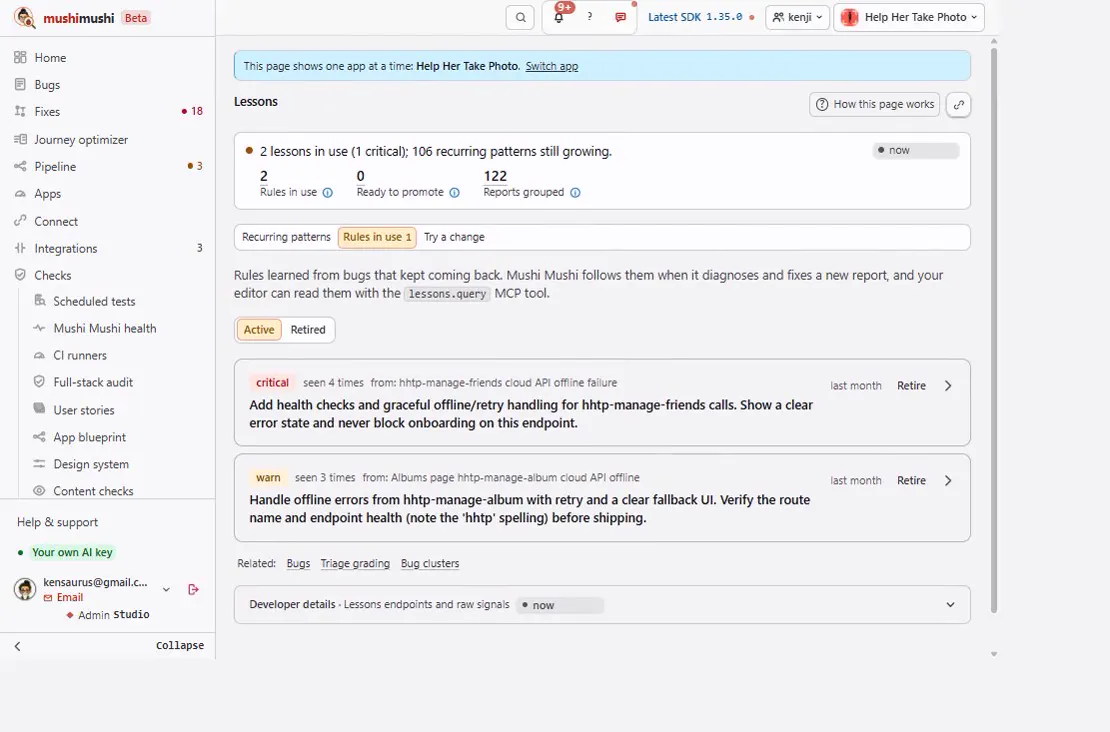 mushimushi Beta
9+
?
Latest SDK 1.35.0
kenji
Help Her Take Photo
Home
Bugs
Fixes 18
Journey optimizer
Pipeline 3
Apps
Connect
Integrations 3
Checks
Scheduled tests
Mushi Mushi health
CI runners
Full-stack audit
User stories
App blueprint
Design system
Content checks
Help & support
Your own AI key
kensaurus@gmail.c...
Email
Admin Studio
Collapse
This page shows one app at a time: Help Her Take Photo. Switch app
Lessons
How this page works
2 lessons in use (1 critical); 106 recurring patterns still growing.
now
2
Rules in use
0
Ready to promote
122
Reports grouped
Recurring patterns Rules in use 1 Try a change
Rules learned from bugs that kept coming back. Mushi Mushi follows them when it diagnoses and fixes a new report, and your
editor can read them with the lessons.query MCP tool.
Active Retired
critical seen 4 times from: hhtp-manage-friends cloud API offline failure
last month Retire
Add health checks and graceful offline/retry handling for hhtp-manage-friends calls. Show a clear
error state and never block onboarding on this endpoint.
warn seen 3 times from: Albums page hhtp-manage-album cloud API offline
last month Retire
Handle offline errors from hhtp-manage-album with retry and a clear fallback UI. Verify the route
name and endpoint health (note the 'hhtp' spelling) before shipping.
Related: Bugs Triage grading Bug clusters
Developer details · Lessons endpoints and raw signals now